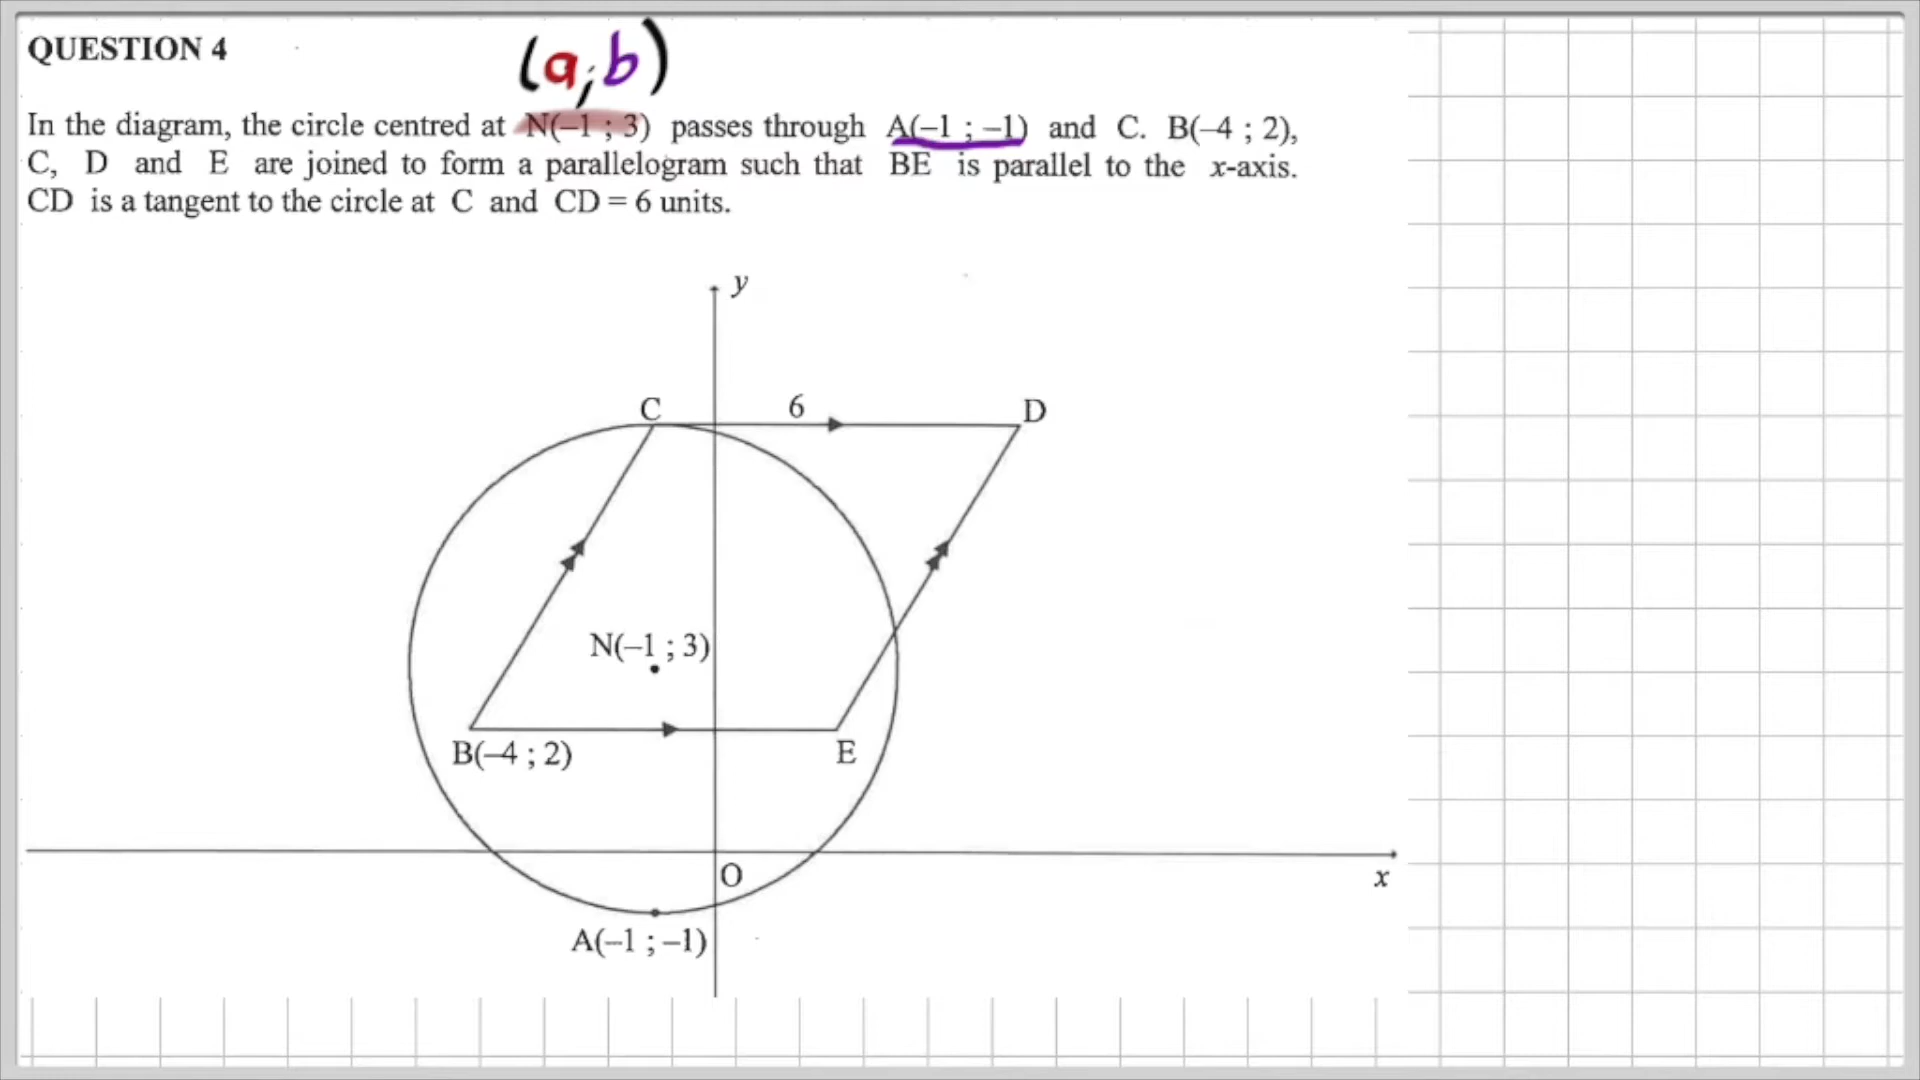 QUESTION 4
(a;b)
In the diagram, the circle centred at N(–1 ; 3) passes through A(–1 ; –1) and C. B(–4 ; 2),
C, D and E are joined to form a parallelogram such that BE is parallel to the x-axis.
CD is a tangent to the circle at C and CD = 6 units.
y
C 6 D
N(–1 ; 3)
B(–4 ; 2) E
O x
A(–1 ; –1)